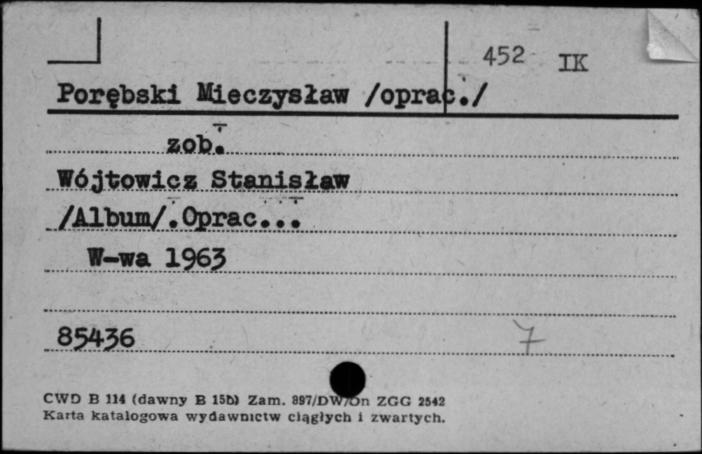 452 IK
Porębski Mieczysław /oprac./
zob.
Wójtowicz Stanisław
/Album/.Oprac...
W-wa 1963
85436 7
CWD B 114 (dawny B 15b) Zam. 897/DW/On ZGG 2542
Karta katalogowa wydawnictw ciągłych i zwartych.